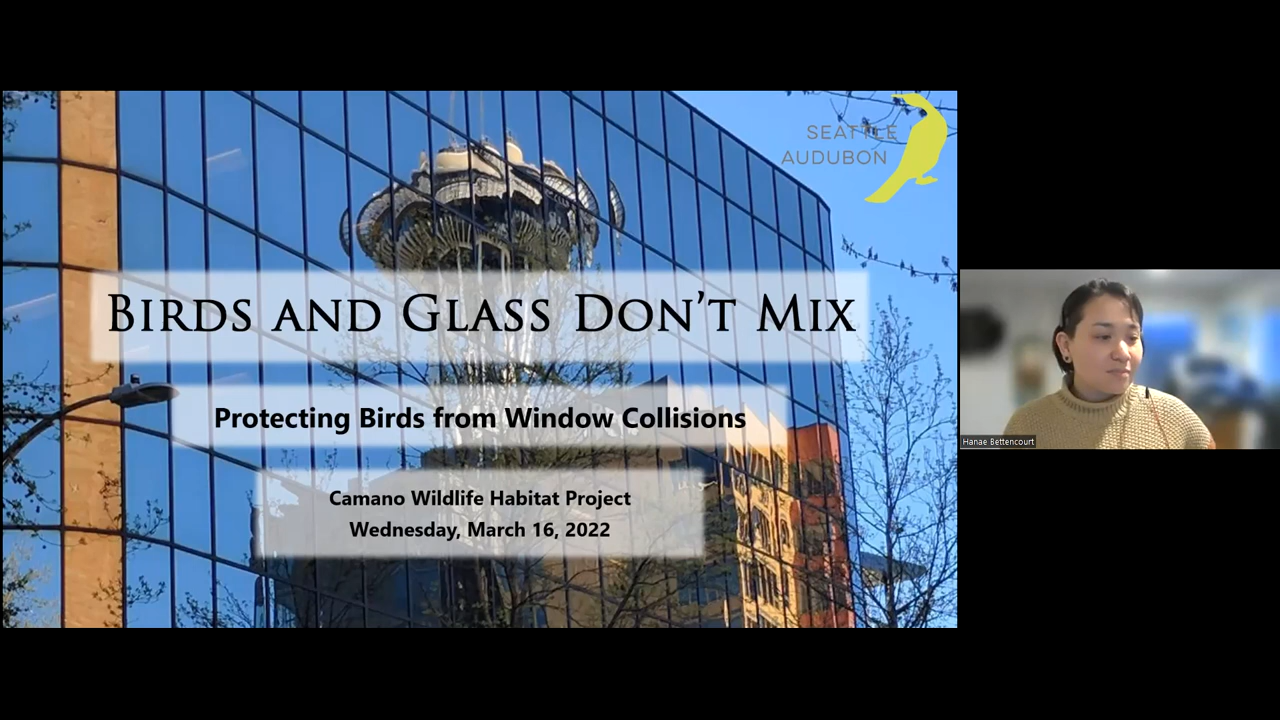 SEATTLE
AUDUBON
BIRDS AND GLASS DON'T MIX
Protecting Birds from Window Collisions
Camano Wildlife Habitat Project
Wednesday, March 16, 2022
Hanae Bettencourt